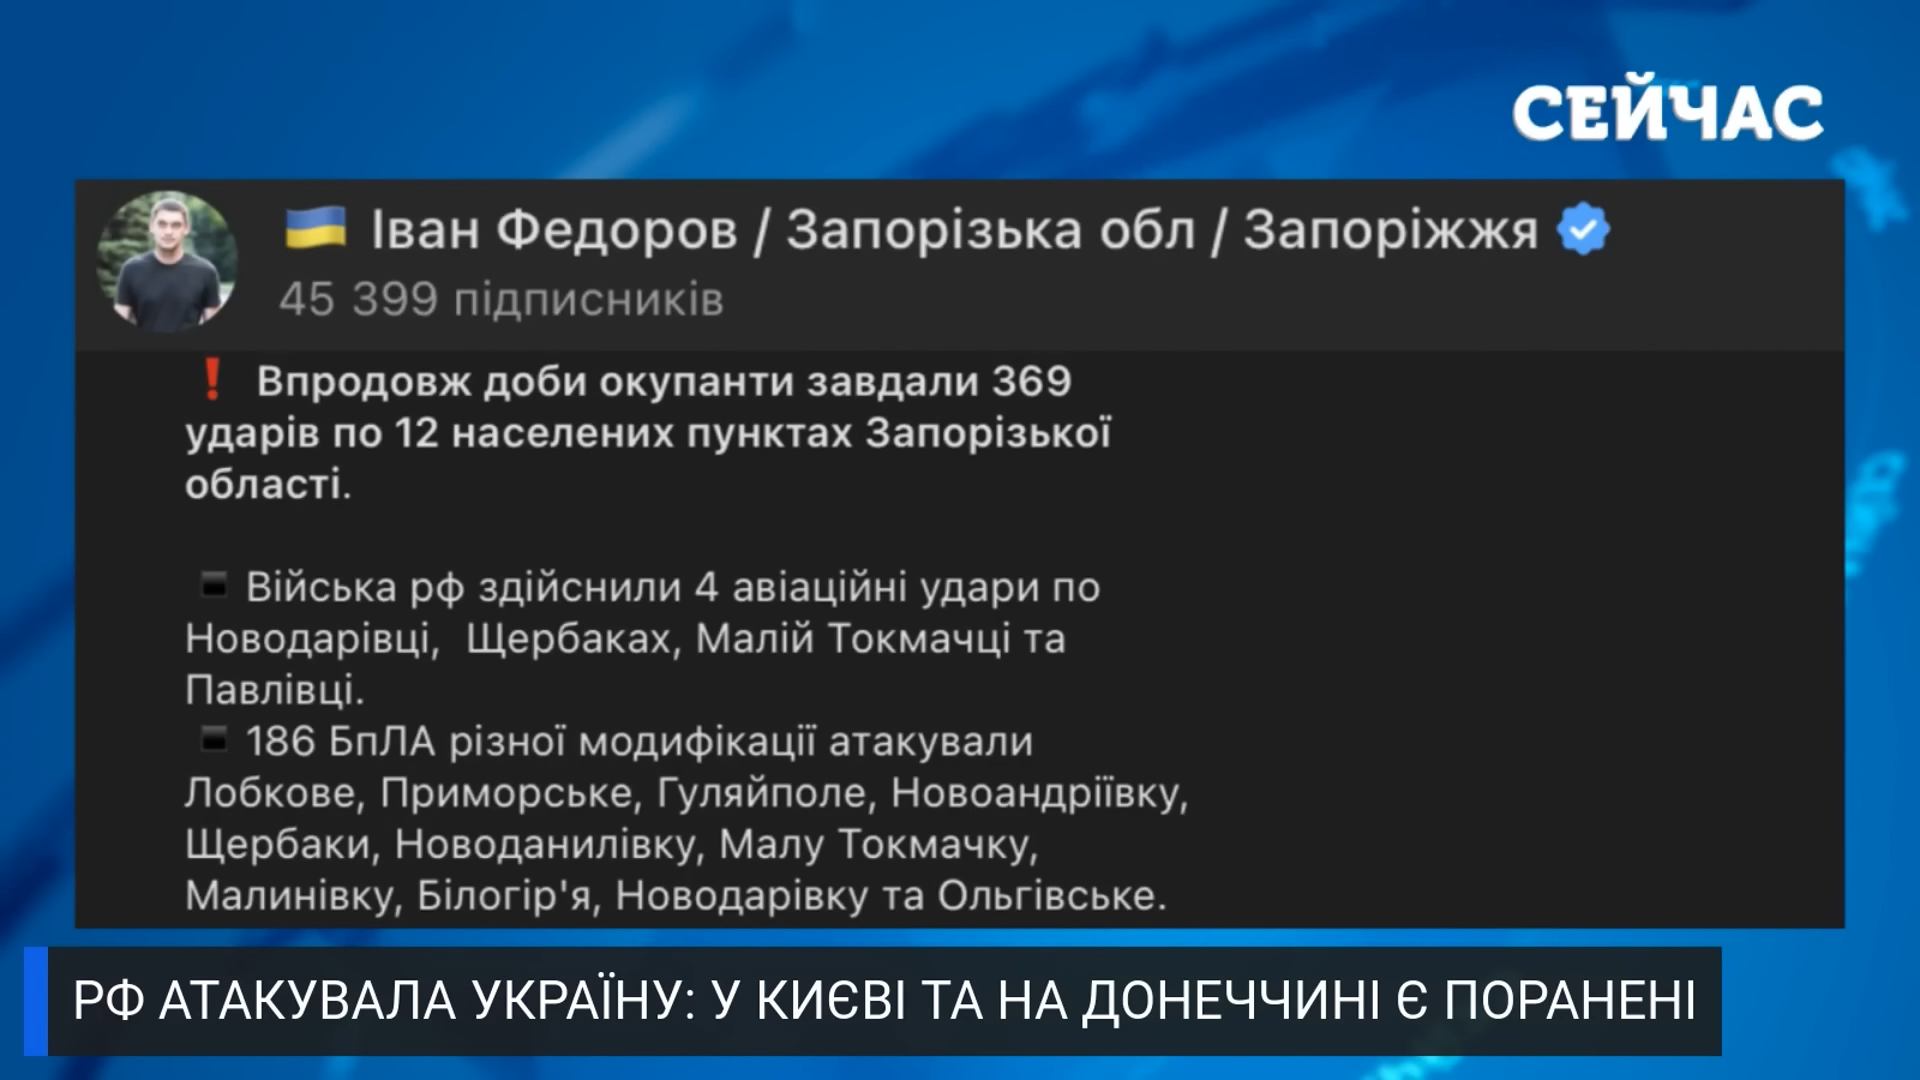 СЕЙЧАС
🇺🇦 Іван Федоров / Запорізька обл / Запоріжжя
45 399 підписників
❗ Впродовж доби окупанти завдали 369
ударів по 12 населених пунктах Запорізької
області.
▪ Війська рф здійснили 4 авіаційні удари по
Новодарівці, Щербаках, Малій Токмачці та
Павлівці.
▪ 186 БпЛА різної модифікації атакували
Лобкове, Приморське, Гуляйполе, Новоандріївку,
Щербаки, Новоданилівку, Малу Токмачку,
Малинівку, Білогір'я, Новодарівку та Ольгівське.
РФ АТАКУВАЛА УКРАЇНУ: У КИЄВІ ТА НА ДОНЕЧЧИНІ Є ПОРАНЕНІ